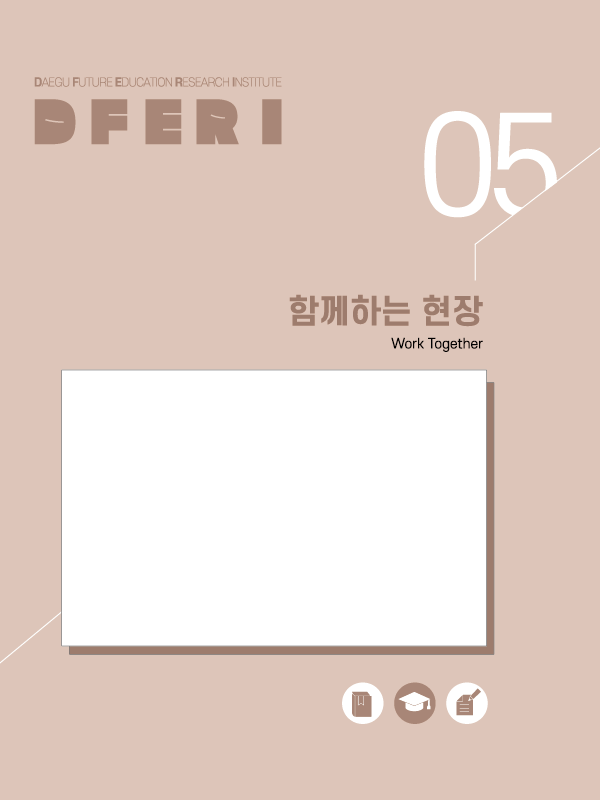 DAEGU FUTURE EDUCATION RESEARCH INSTITUTE
DFERI
05
함께하는 현장
Work Together